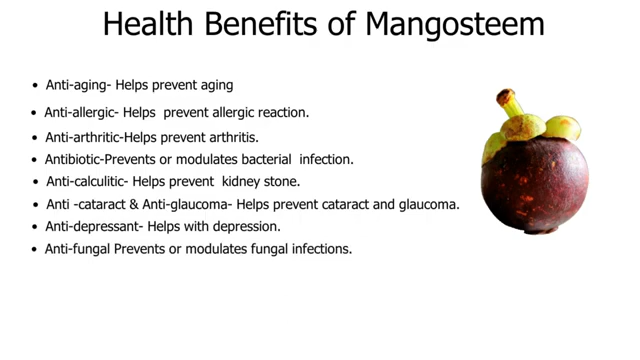 Health Benefits of Mangosteem
• Anti-aging- Helps prevent aging
• Anti-allergic- Helps  prevent allergic reaction.
• Anti-arthritic-Helps prevent arthritis.
• Antibiotic-Prevents or modulates bacterial  infection.
• Anti-calculitic- Helps prevent  kidney stone.
• Anti -cataract & Anti-glaucoma- Helps prevent cataract and glaucoma.
• Anti-depressant- Helps with depression.
• Anti-fungal Prevents or modulates fungal infections.